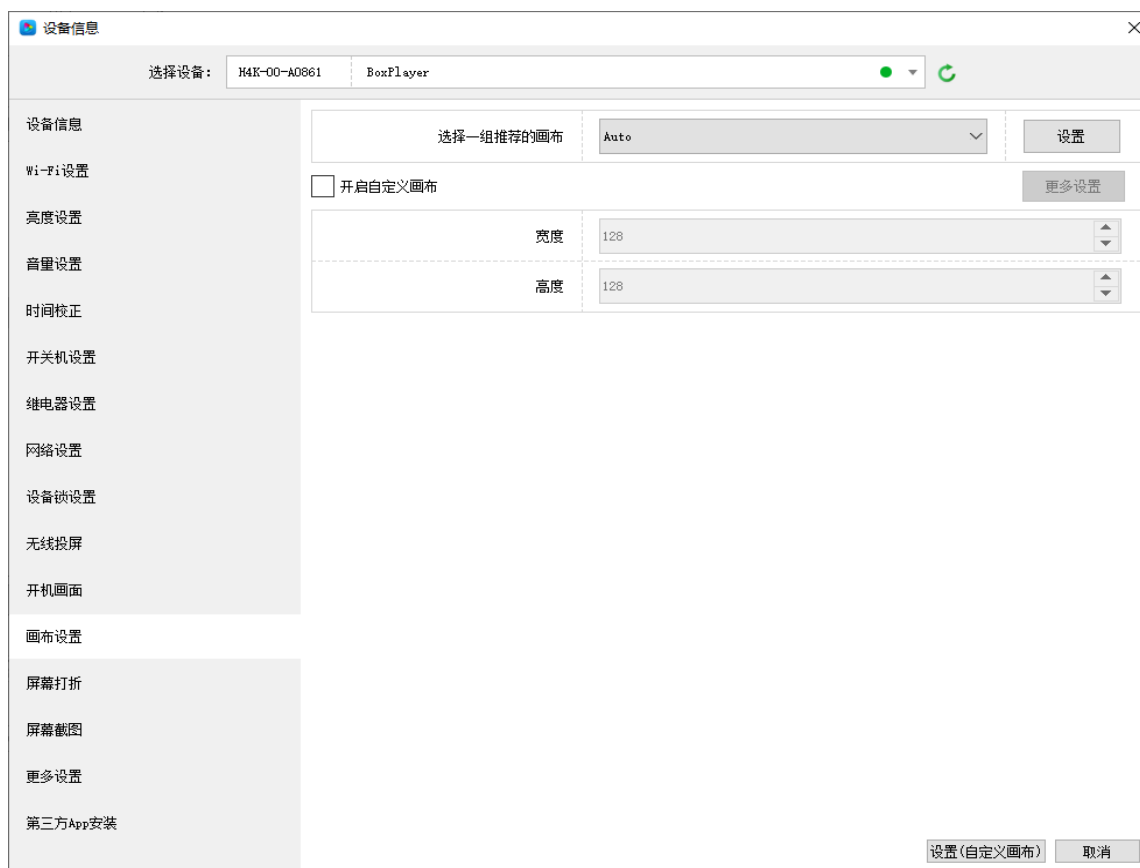 设备信息
选择设备： H4K-00-A0861 BoxPlayer
设备信息
Wi-Fi设置
亮度设置
音量设置
时间校正
开关机设置
继电器设置
网络设置
设备锁设置
无线投屏
开机画面
画布设置
屏幕打折
屏幕截图
更多设置
第三方App安装
选择一组推荐的画布 Auto 设置
开启自定义画布 更多设置
宽度 128
高度 128
设置(自定义画布) 取消